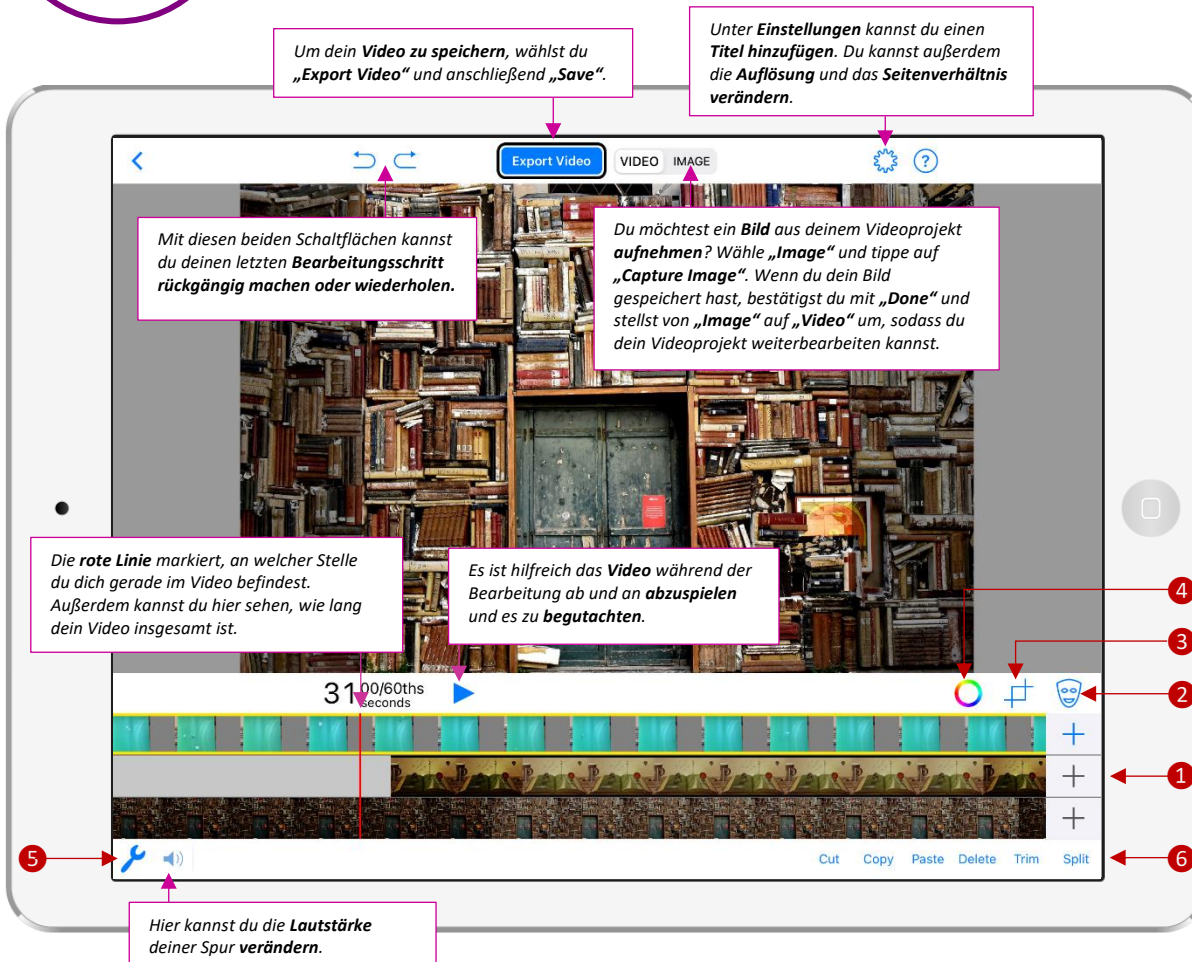 Um dein Video zu speichern, wählst du
„Export Video“ und anschließend „Save“.
Unter Einstellungen kannst du einen
Titel hinzufügen. Du kannst außerdem
die Auflösung und das Seitenverhältnis
verändern.
Export Video
VIDEO
IMAGE
?
Mit diesen beiden Schaltflächen kannst
du deinen letzten Bearbeitungsschritt
rückgängig machen oder wiederholen.
Du möchtest ein Bild aus deinem Videoprojekt
aufnehmen? Wähle „Image“ und tippe auf
„Capture Image“. Wenn du dein Bild
gespeichert hast, bestätigst du mit „Done“ und
stellst von „Image“ auf „Video“ um, sodass du
dein Videoprojekt weiterbearbeiten kannst.
Die rote Linie markiert, an welcher Stelle
du dich gerade im Video befindest.
Außerdem kannst du hier sehen, wie lang
dein Video insgesamt ist.
Es ist hilfreich das Video während der
Bearbeitung ab und an abzuspielen
und es zu begutachten.
4
3
2
31 00/60ths
seconds
1
5
Cut Copy Paste Delete Trim Split
6
Hier kannst du die Lautstärke
deiner Spur verändern.